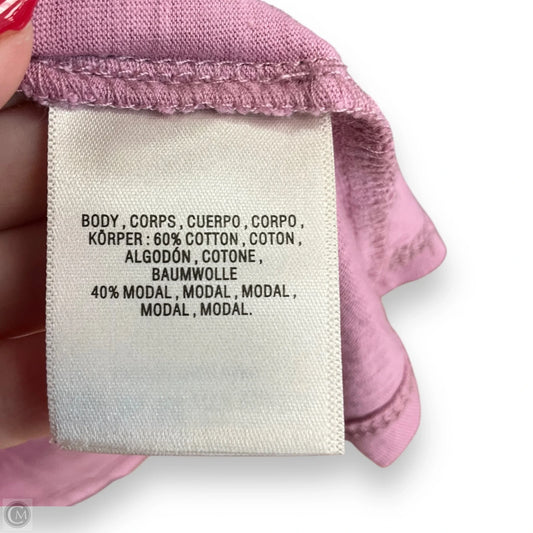 BODY , CORPS , CUERPO , CORPO ,
KÖRPER : 60% COTTON , COTON ,
ALGODÓN , COTONE ,
BAUMWOLLE
40% MODAL , MODAL , MODAL ,
MODAL , MODAL.